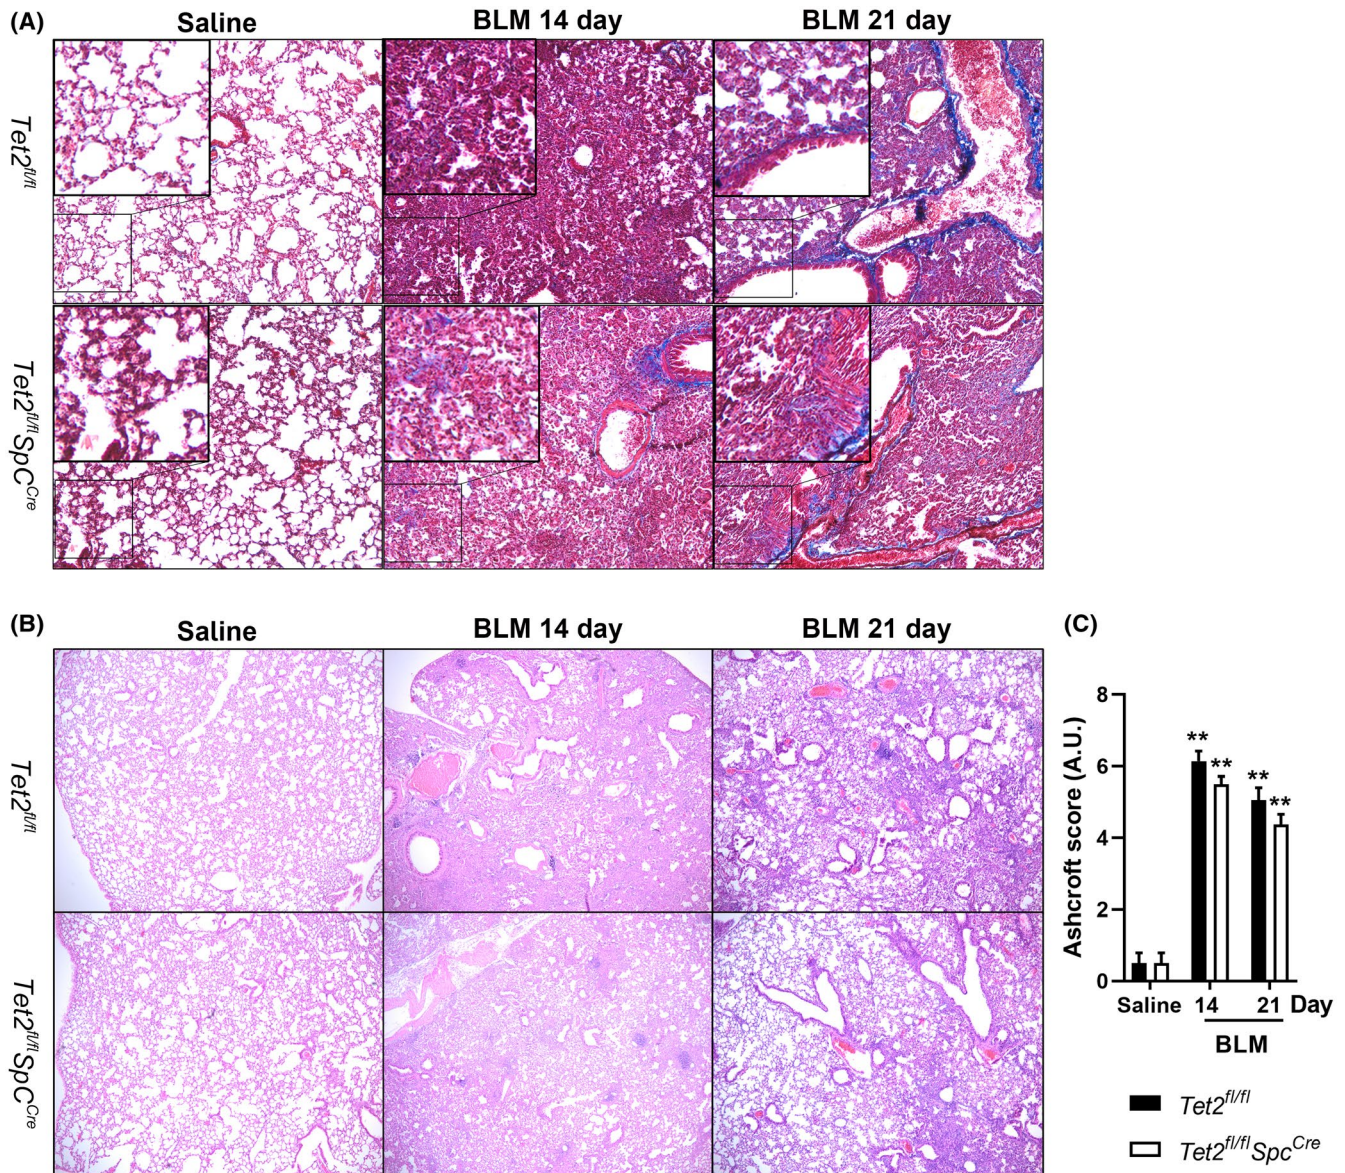 (A)
Saline
BLM 14 day
BLM 21 day
Tet2fl/fl
Tet2fl/flSpCCre
(B)
Saline
BLM 14 day
BLM 21 day
Tet2fl/fl
Tet2fl/flSpCCre
(C)
Ashcroft score (A.U.)
8
6
4
2
0
**
**
**
**
Saline 14 21 Day
BLM
Tet2fl/fl
Tet2fl/flSpcCre